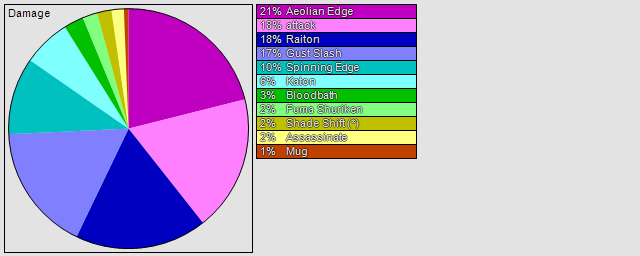 Damage
21% Aeolian Edge
18% attack
18% Raiton
17% Gust Slash
10% Spinning Edge
6% Katon
3% Bloodbath
2% Fuma Shuriken
2% Shade Shift (*)
2% Assassinate
1% Mug